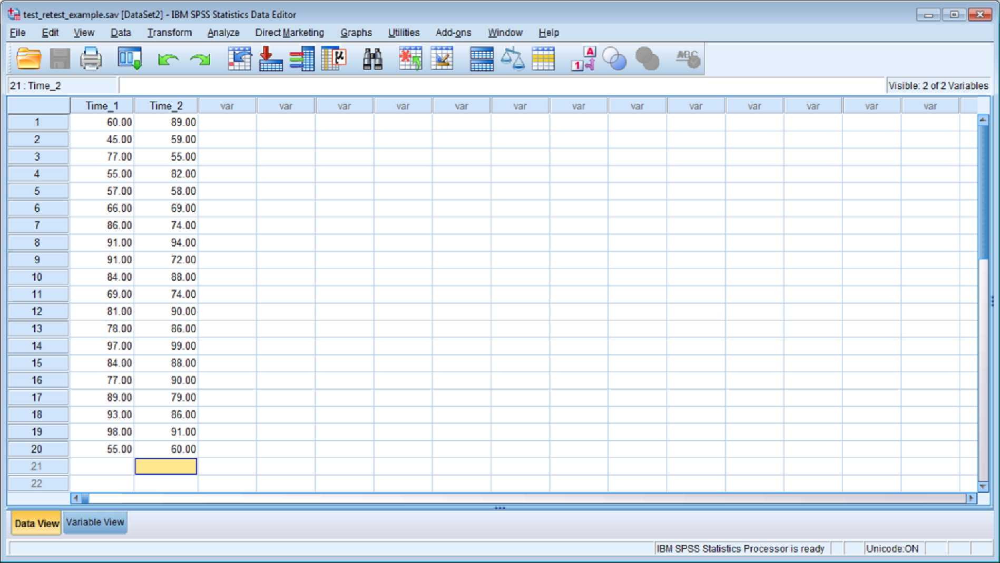 test_retest_example.sav [DataSet2] - IBM SPSS Statistics Data Editor
File Edit View Data Transform Analyze Direct Marketing Graphs Utilities Add-ons Window Help
μ A 1 ABC
21 : Time_2 Visible: 2 of 2 Variables
Time_1 Time_2 var var var var var var var var var var var var var
1 60.00 89.00
2 45.00 59.00
3 77.00 55.00
4 55.00 82.00
5 57.00 58.00
6 66.00 69.00
7 86.00 74.00
8 91.00 94.00
9 91.00 72.00
10 84.00 88.00
11 69.00 74.00
12 81.00 90.00
13 78.00 86.00
14 97.00 99.00
15 84.00 88.00
16 77.00 90.00
17 89.00 79.00
18 93.00 86.00
19 98.00 91.00
20 55.00 60.00
21
22
Data View Variable View
IBM SPSS Statistics Processor is ready Unicode:ON